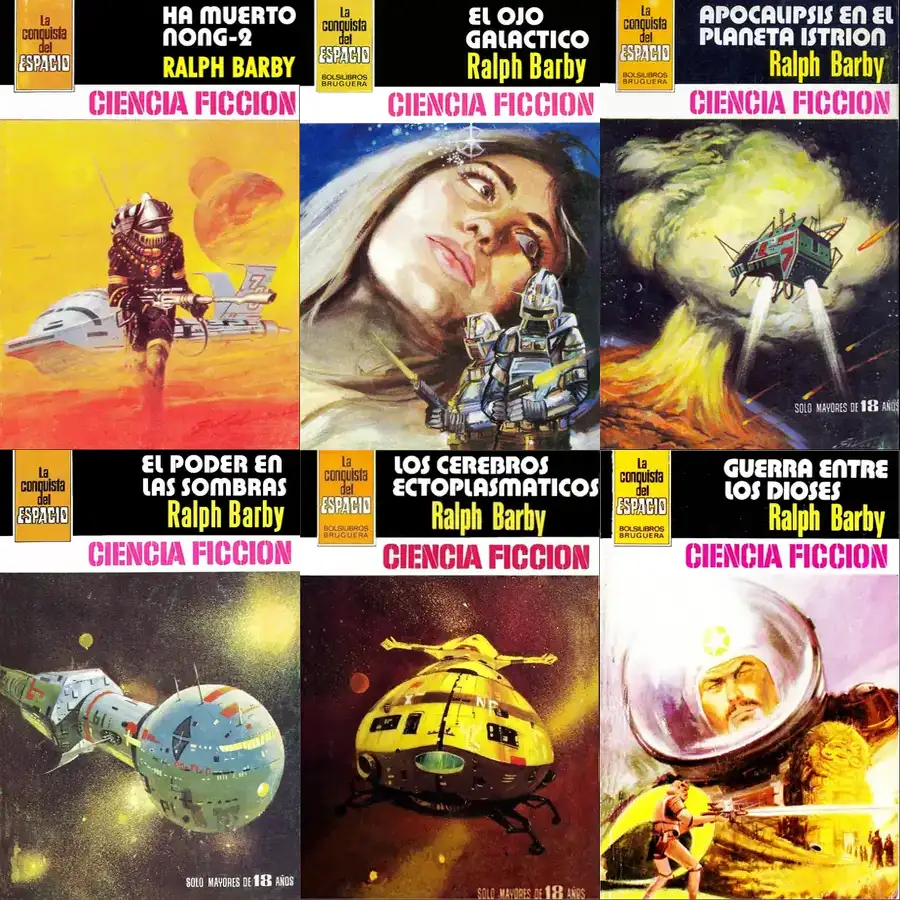 La
conquista
del
ESPACIO
HA MUERTO
NONG-2
RALPH BARBY
CIENCIA FICCION
7
La
conquista
del
ESPACIO
BOLSILIBROS
BRUGUERA
EL OJO
GALACTICO
Ralph Barby
CIENCIA FICCION
La
conquista
del
ESPACIO
BOLSILIBROS
BRUGUERA
APOCALIPSIS EN EL
PLANETA ISTRION
Ralph Barby
CIENCIA FICCION
7
SOLO MAYORES DE 18 AÑOS
La
conquista
del
ESPACIO
EL PODER EN
LAS SOMBRAS
Ralph Barby
CIENCIA FICCION
SOLO MAYORES DE 18 AÑOS
La
conquista
del
ESPACIO
BOLSILIBROS
BRUGUERA
LOS CEREBROS
ECTOPLASMATICOS
Ralph Barby
CIENCIA FICCION
SOLO MAYORES DE 18 AÑOS
La
conquista
del
ESPACIO
BOLSILIBROS
BRUGUERA
GUERRA ENTRE
LOS DIOSES
Ralph Barby
CIENCIA FICCION